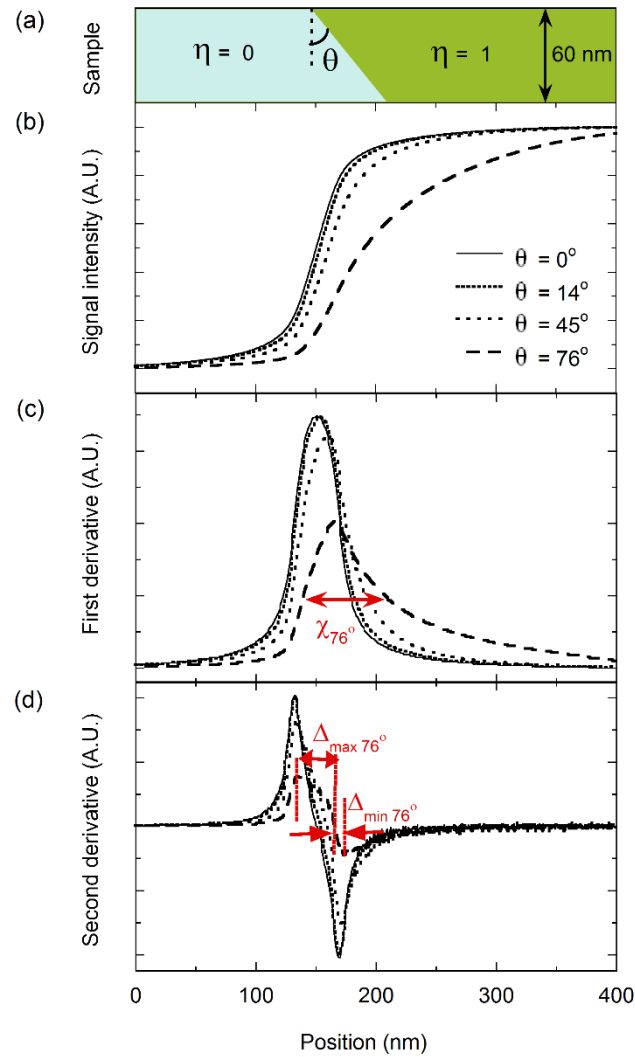 (a)
Sample
η = 0
θ
η = 1
60 nm
(b)
Signal intensity (A.U.)
θ = 0°
θ = 14°
θ = 45°
θ = 76°
(c)
First derivative (A.U.)
χ76°
(d)
Second derivative (A.U.)
Δmax 76°
Δmin 76°
0 100 200 300 400
Position (nm)